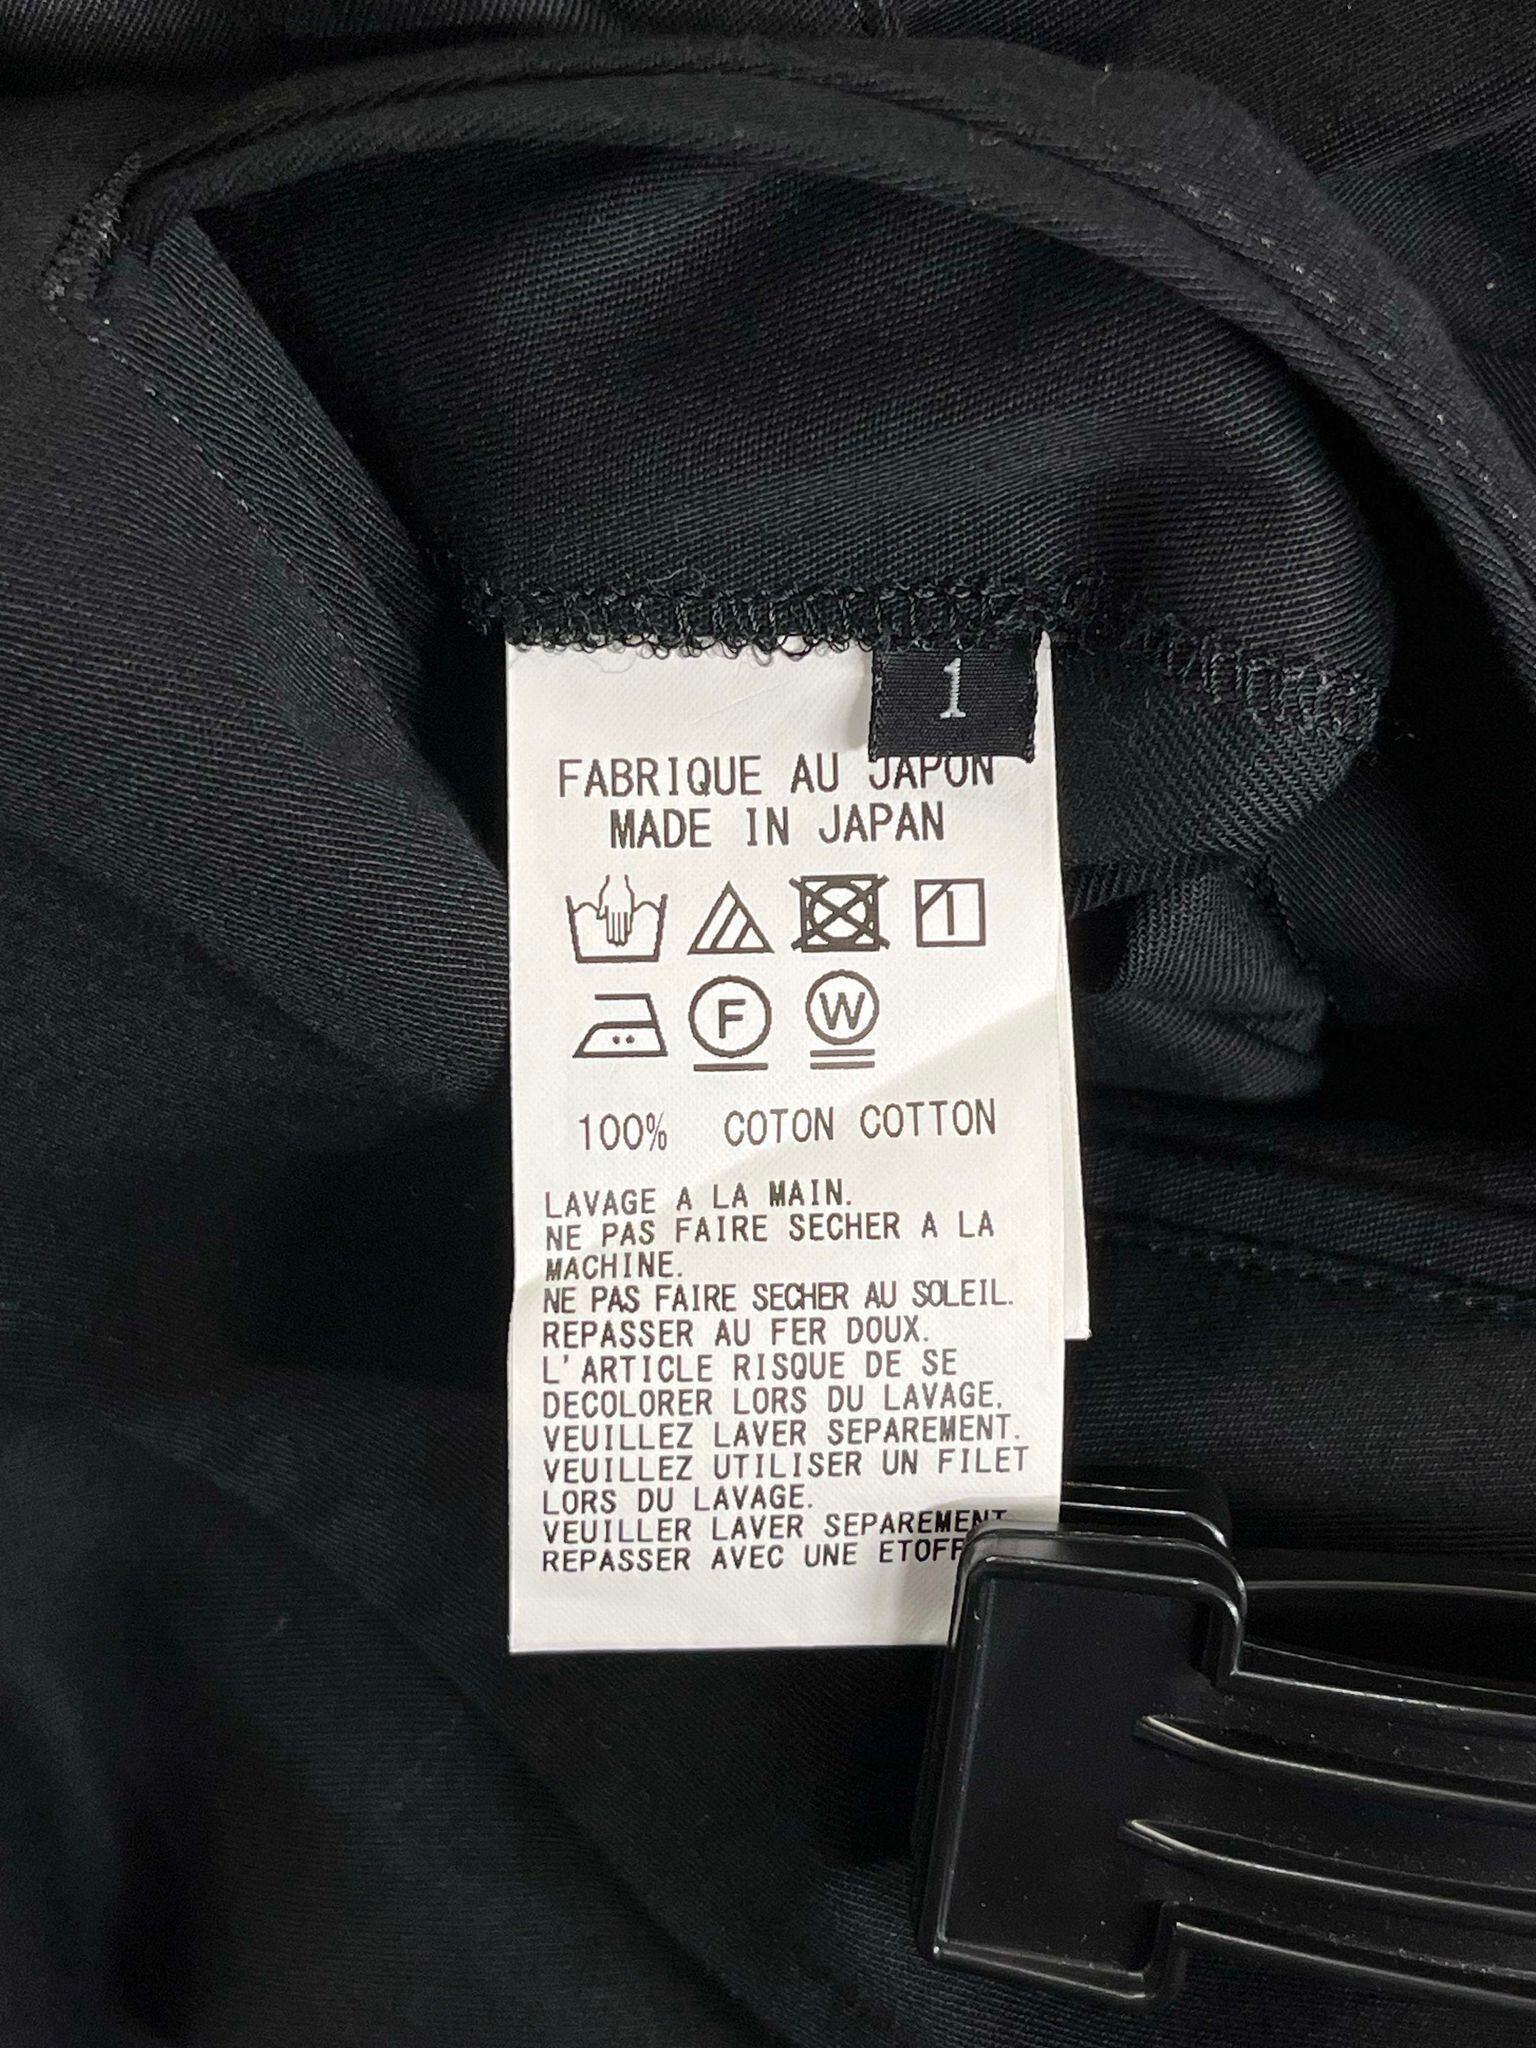 1
FABRIQUE AU JAPON
MADE IN JAPAN
F W
100% COTON COTTON
LAVAGE A LA MAIN.
NE PAS FAIRE SECHER A LA
MACHINE.
NE PAS FAIRE SECHER AU SOLEIL.
REPASSER AU FER DOUX.
L'ARTICLE RISQUE DE SE
DECOLORER LORS DU LAVAGE,
VEUILLEZ LAVER SEPAREMENT.
VEUILLEZ UTILISER UN FILET
LORS DU LAVAGE.
VEUILLER LAVER SEPAREMENT
REPASSER AVEC UNE